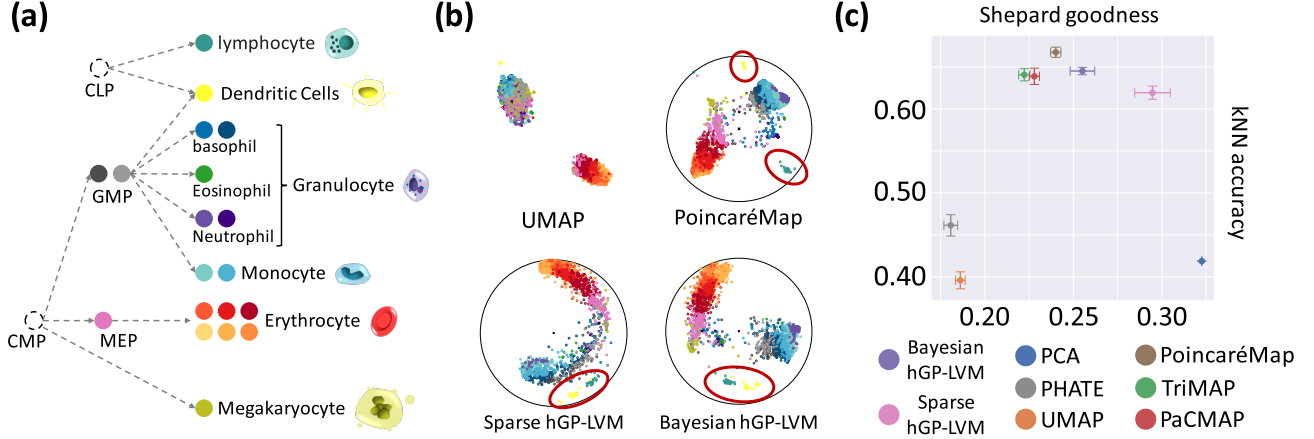 (a)
lymphocyte
CLP
Dendritic Cells
basophil
GMP
Eosinophil
Granulocyte
Neutrophil
Monocyte
Erythrocyte
CMP
MEP
Megakaryocyte
(b)
UMAP
PoincaréMap
Sparse hGP-LVM
Bayesian hGP-LVM
(c)
Shepard goodness
0.60
0.50
0.40
kNN accuracy
0.20
0.25
0.30
Bayesian
hGP-LVM
PCA
PoincaréMap
PHATE
TriMAP
Sparse
hGP-LVM
UMAP
PaCMAP